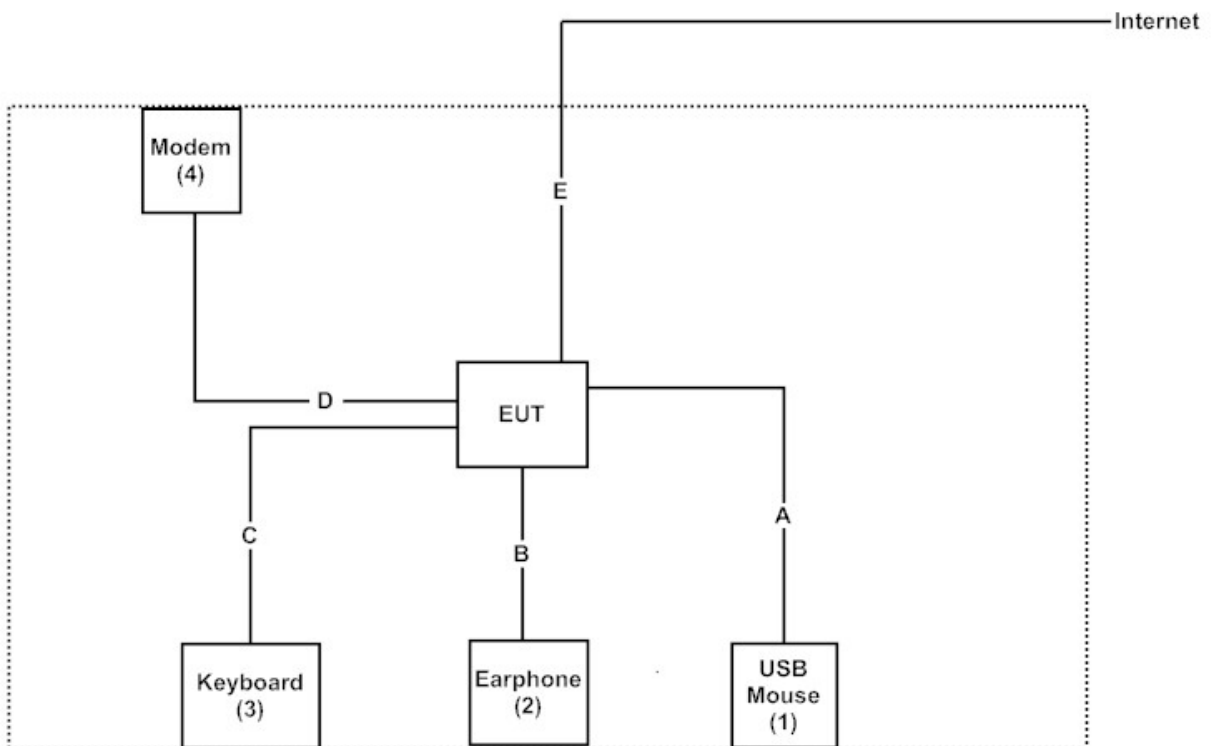 Internet
Modem
(4)
E
D
EUT
C
B
A
Keyboard
(3)
Earphone
(2)
USB
Mouse
(1)